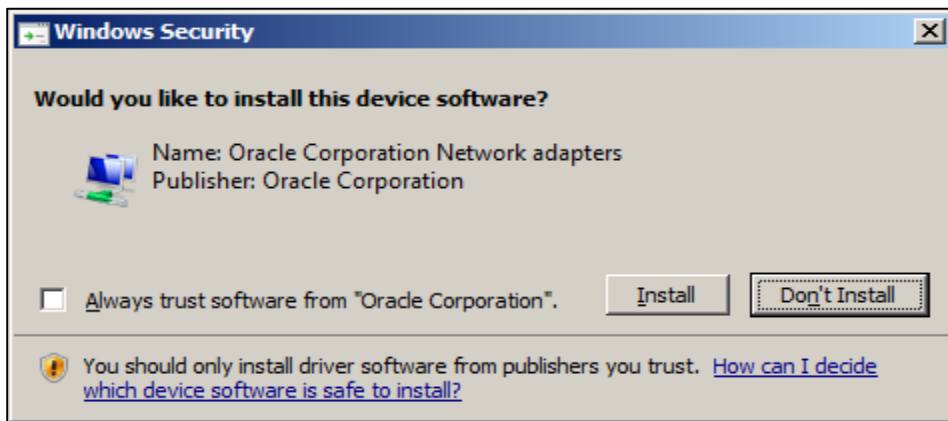 Windows Security
Would you like to install this device software?
Name: Oracle Corporation Network adapters
Publisher: Oracle Corporation
Always trust software from "Oracle Corporation".
Install
Don't Install
You should only install driver software from publishers you trust. How can I decide
which device software is safe to install?